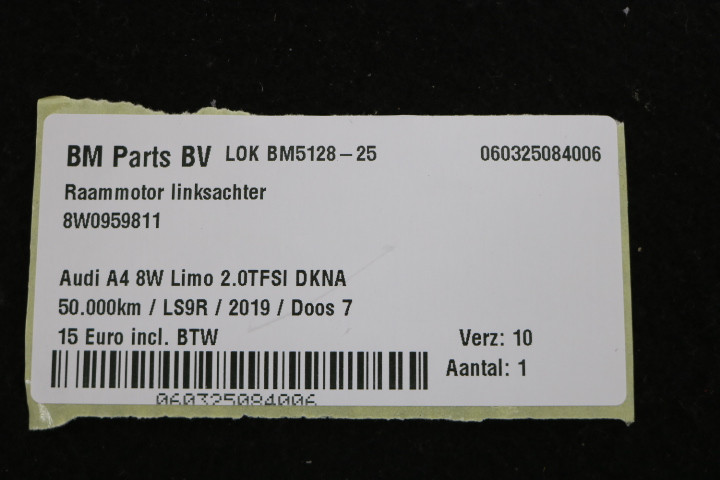 BM Parts BV LOK BM5128-25 060325084006
Raammotor linksachter
8W0959811
Audi A4 8W Limo 2.0TFSI DKNA
50.000km / LS9R / 2019 / Doos 7
15 Euro incl. BTW Verz: 10
Aantal: 1
060325084006